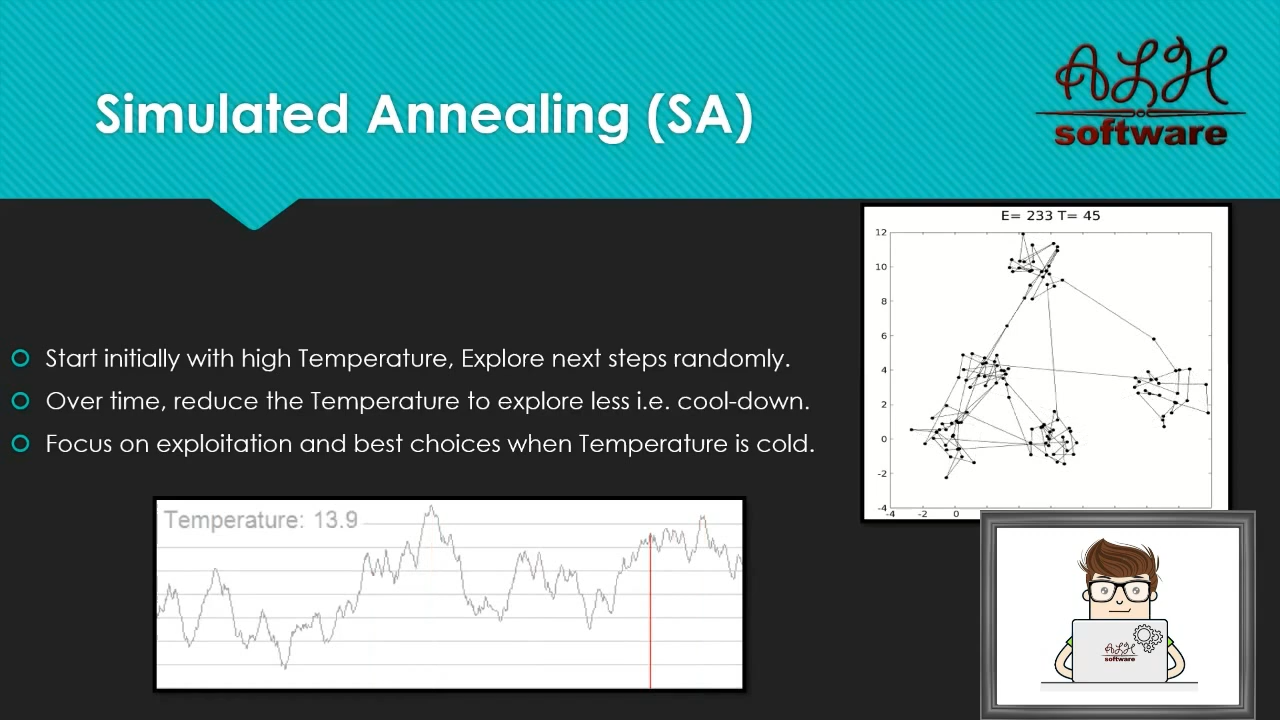 Simulated Annealing (SA)
ALH
software
E= 233 T= 45
12
10
8
6
4
2
0
-2
-4
-4 -2 0
Start initially with high Temperature, Explore next steps randomly.
Over time, reduce the Temperature to explore less i.e. cool-down.
Focus on exploitation and best choices when Temperature is cold.
Temperature: 13.9
ALH
software